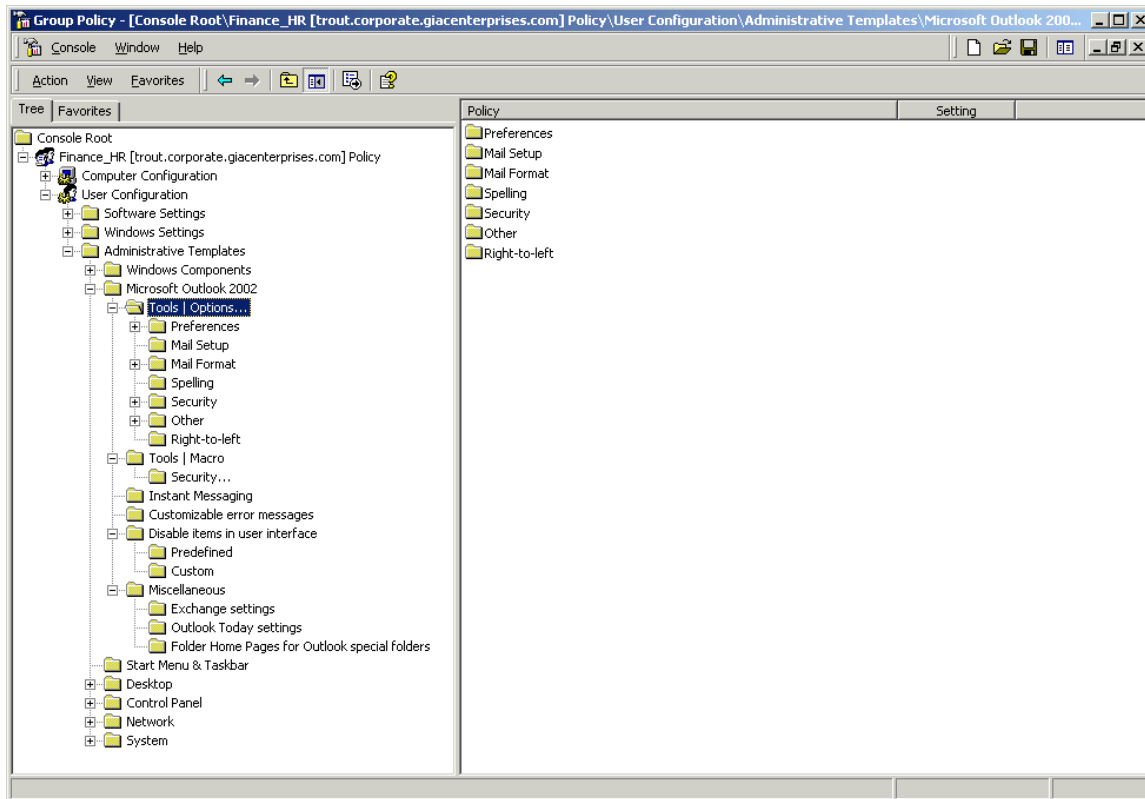 Group Policy - [Console Root\Finance_HR [trout.corporate.giacenterprises.com] Policy\User Configuration\Administrative Templates\Microsoft Outlook 200...
Console Window Help
Action View Favorites
Tree Favorites
Policy Setting
Console Root
Finance_HR [trout.corporate.giacenterprises.com] Policy
Computer Configuration
User Configuration
Software Settings
Windows Settings
Administrative Templates
Windows Components
Microsoft Outlook 2002
Tools | Options...
Preferences
Mail Setup
Mail Format
Spelling
Security
Other
Right-to-left
Tools | Macro
Security...
Instant Messaging
Customizable error messages
Disable items in user interface
Predefined
Custom
Miscellaneous
Exchange settings
Outlook Today settings
Folder Home Pages for Outlook special folders
Start Menu & Taskbar
Desktop
Control Panel
Network
System
Preferences
Mail Setup
Mail Format
Spelling
Security
Other
Right-to-left